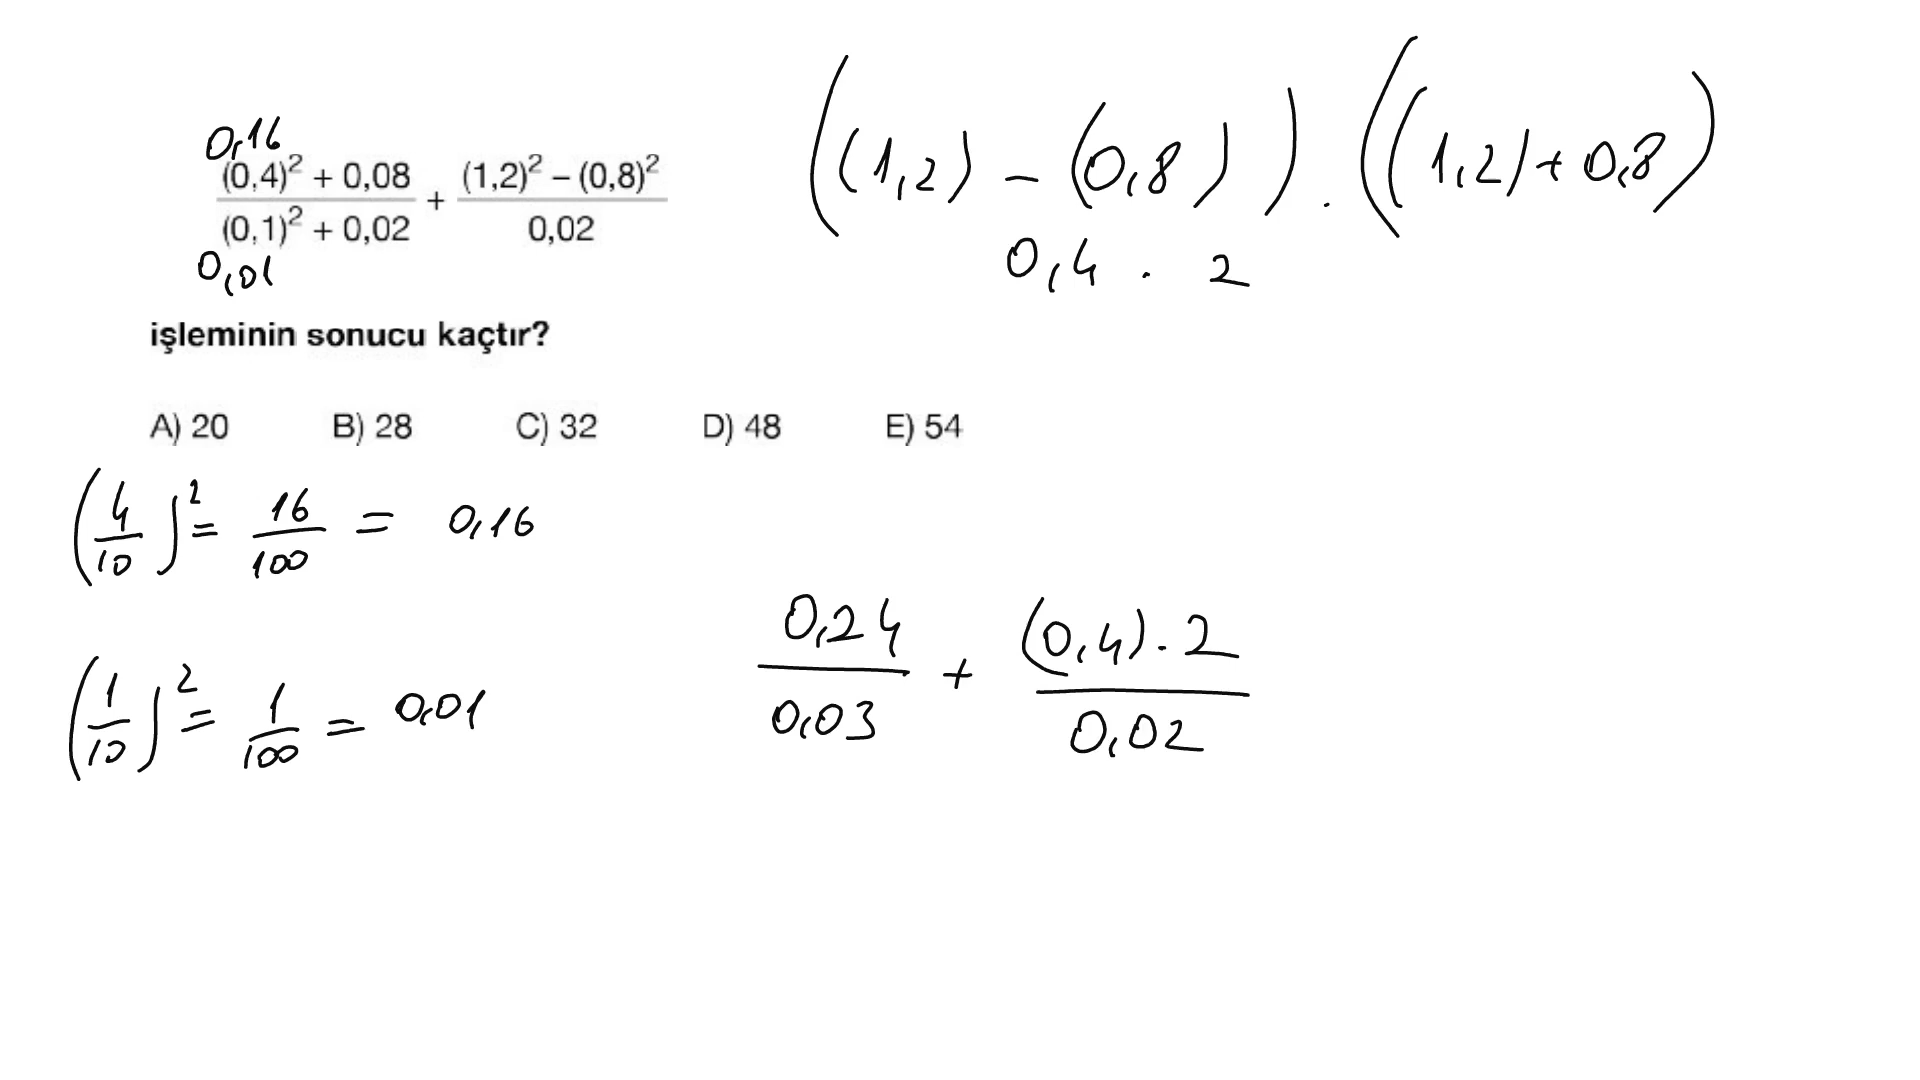 0,16
(0,4)² + 0,08 / (0,1)² + 0,02 + (1,2)² – (0,8)² / 0,02
0,01
((1,2) - (0,8)) . ((1,2) + 0,8)
0,4 . 2
işleminin sonucu kaçtır?
A) 20 B) 28 C) 32 D) 48 E) 54
(4/10)² = 16/100 = 0,16
(1/10)² = 1/100 = 0,01
0,24 / 0,03 + (0,4) . 2 / 0,02